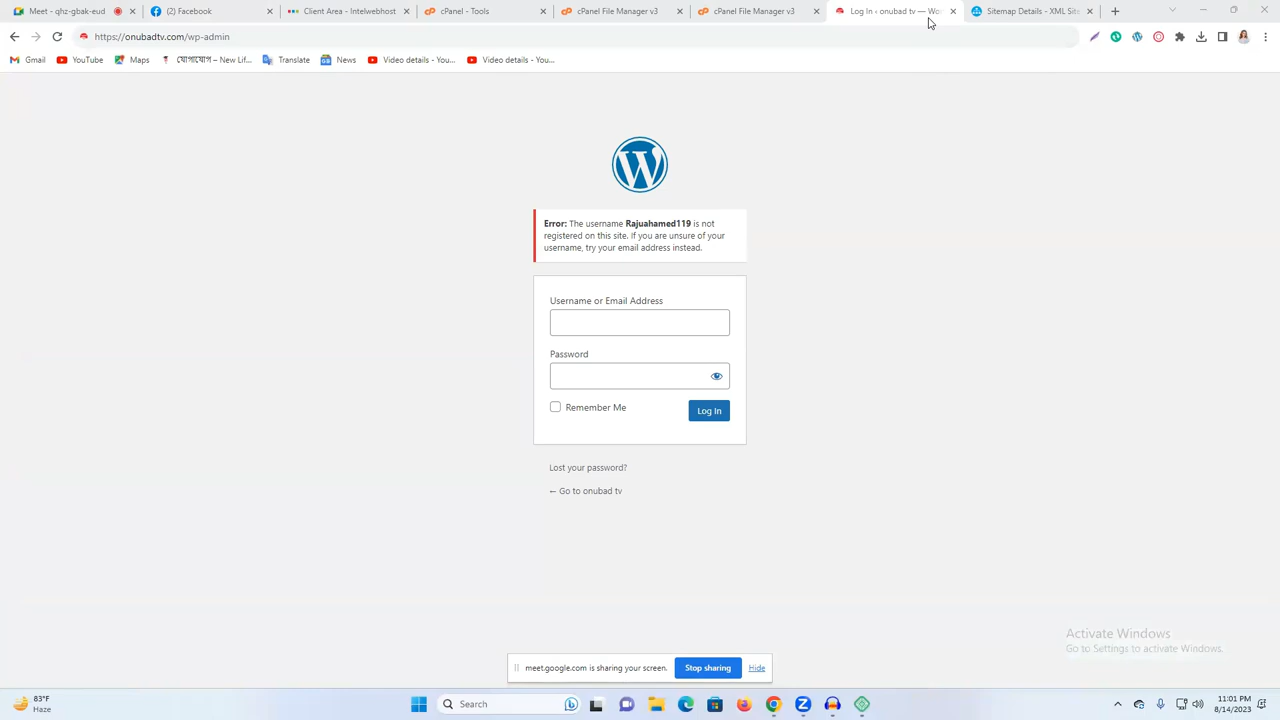 Meet - qhz-gbak-eud
(2) Facebook
Client Area - Intelwebhost
cPanel - Tools
cPanel File Manager v3
cPanel File Manager v3
Log In ‹ onubad tv — Wo
Sitemap Details - XML Sit
https://onubadtv.com/wp-admin
Gmail
YouTube
Maps
যোগাযোগ – New Lif...
Translate
News
Video details - You...
Video details - You...
Error: The username Rajuahamed119 is not
registered on this site. If you are unsure of your
username, try your email address instead.
Username or Email Address
Password
Remember Me
Log In
Lost your password?
← Go to onubad tv
Activate Windows
Go to Settings to activate Windows.
meet.google.com is sharing your screen.
Stop sharing
Hide
83°F
Haze
Search
11:01 PM
8/14/2023